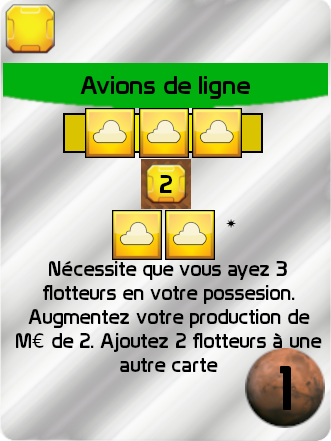 Avions de ligne
2
*
Nécessite que vous ayez 3
flotteurs en votre possesion.
Augmentez votre production de
M€ de 2. Ajoutez 2 flotteurs à une
autre carte
1